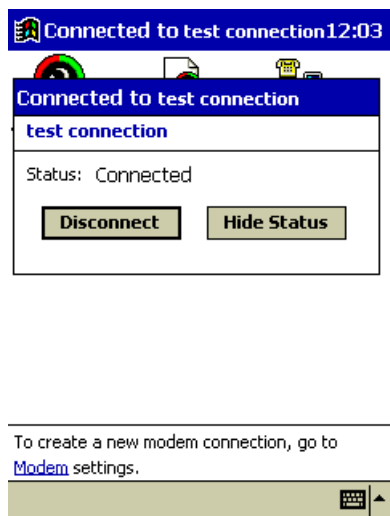 Connected to test connection 12:03
Connected to test connection
test connection
Status: Connected
Disconnect Hide Status
To create a new modem connection, go to
Modem settings.